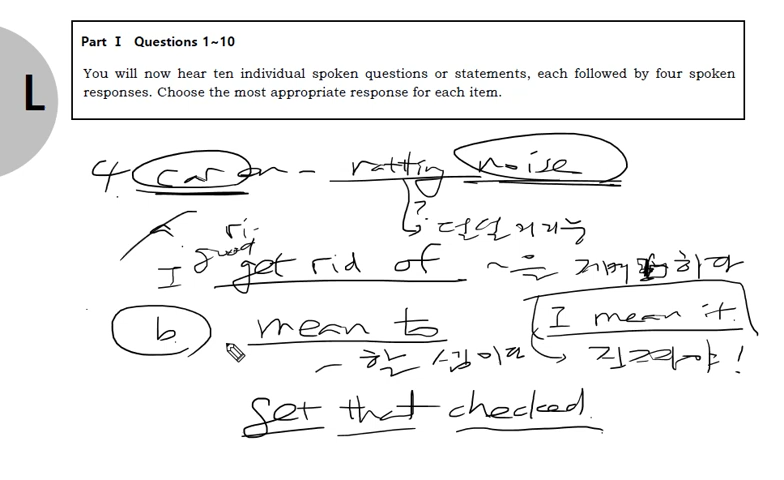 Part I Questions 1~10
You will now hear ten individual spoken questions or statements, each followed by four spoken
responses. Choose the most appropriate response for each item.
L
4. car - rattling noise
? 덜덜거리는
ri-
good
I get rid of ~을 제거하다
b. mean to I mean it.
~할 셈이다 진짜야!
get that checked.